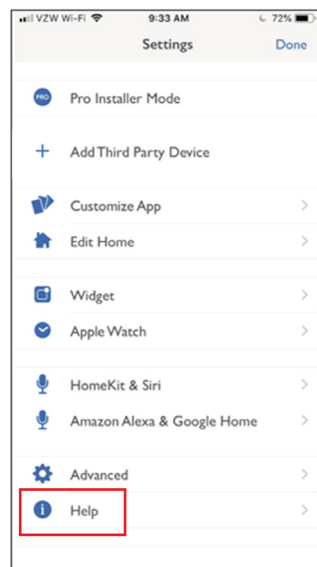 VZW Wi-Fi 9:33 AM 72%
Settings Done
PRO Pro Installer Mode
Add Third Party Device
Customize App
Edit Home
Widget
Apple Watch
HomeKit & Siri
Amazon Alexa & Google Home
Advanced
Help